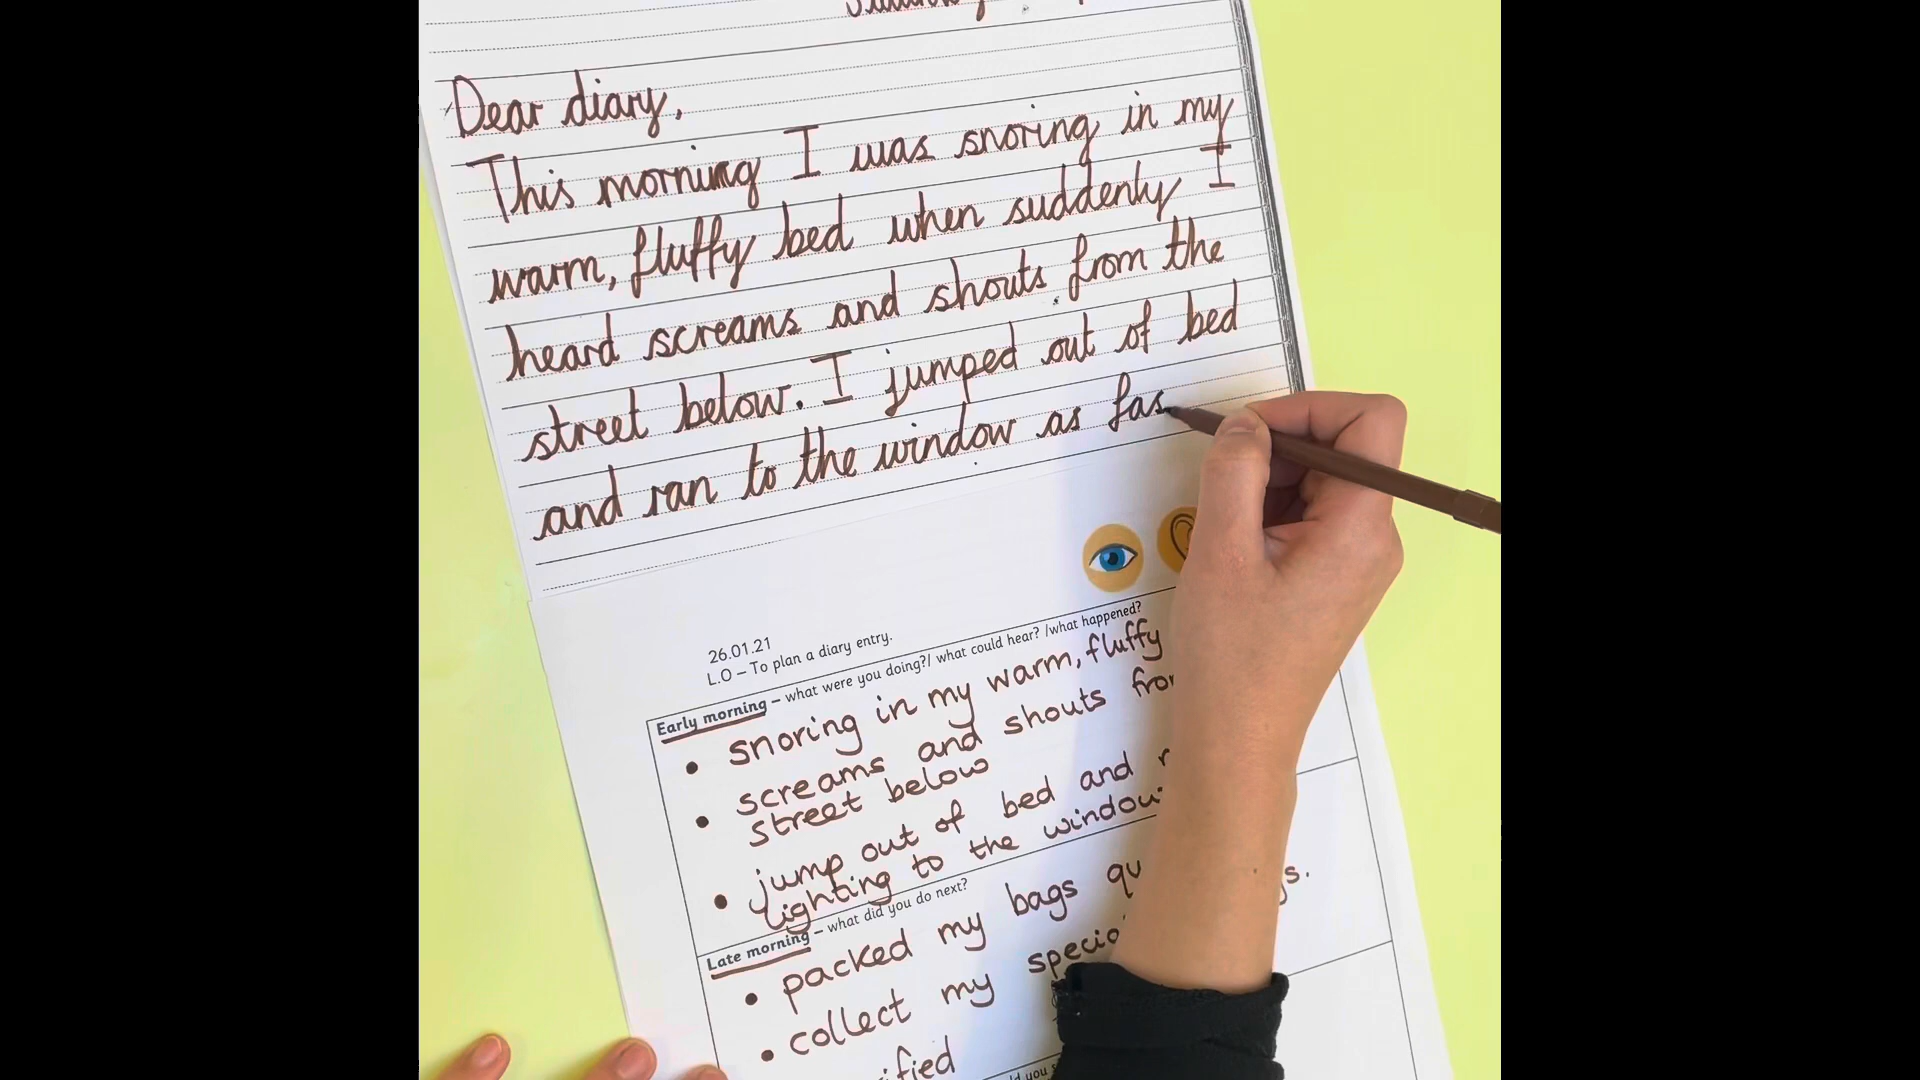 Dear diary,
This morning I was snoring in my
warm, fluffy bed when suddenly I
heard screams and shouts from the
street below. I jumped out of bed
and ran to the window as fas
26.01.21
L.O – To plan a diary entry.
Early morning – what were you doing?/ what could hear? /what happened?
• snoring in my warm, fluffy
• screams and shouts
street below
• jump out of bed and
lighting to the window
Late morning – what did you do next?
• packed my bags
• collect my